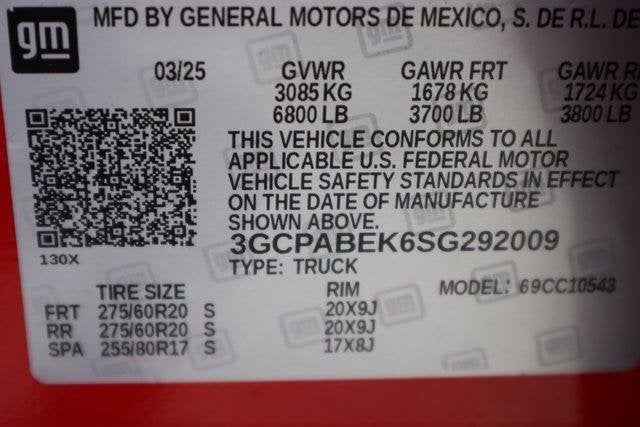 gm
MFD BY GENERAL MOTORS DE MEXICO, S. DE R.L. DE
03/25 GVWR GAWR FRT GAWR
3085 KG 1678 KG 1724 KG
6800 LB 3700 LB 3800 LB
THIS VEHICLE CONFORMS TO ALL
APPLICABLE U.S. FEDERAL MOTOR
VEHICLE SAFETY STANDARDS IN EFFECT
ON THE DATE OF MANUFACTURE
SHOWN ABOVE.
3GCPABEK6SG292009
130X
TYPE: TRUCK
MODEL: 69CC10543
TIRE SIZE RIM
FRT 275/60R20 S 20X9J
RR 275/60R20 S 20X9J
SPA 255/80R17 S 17X8J